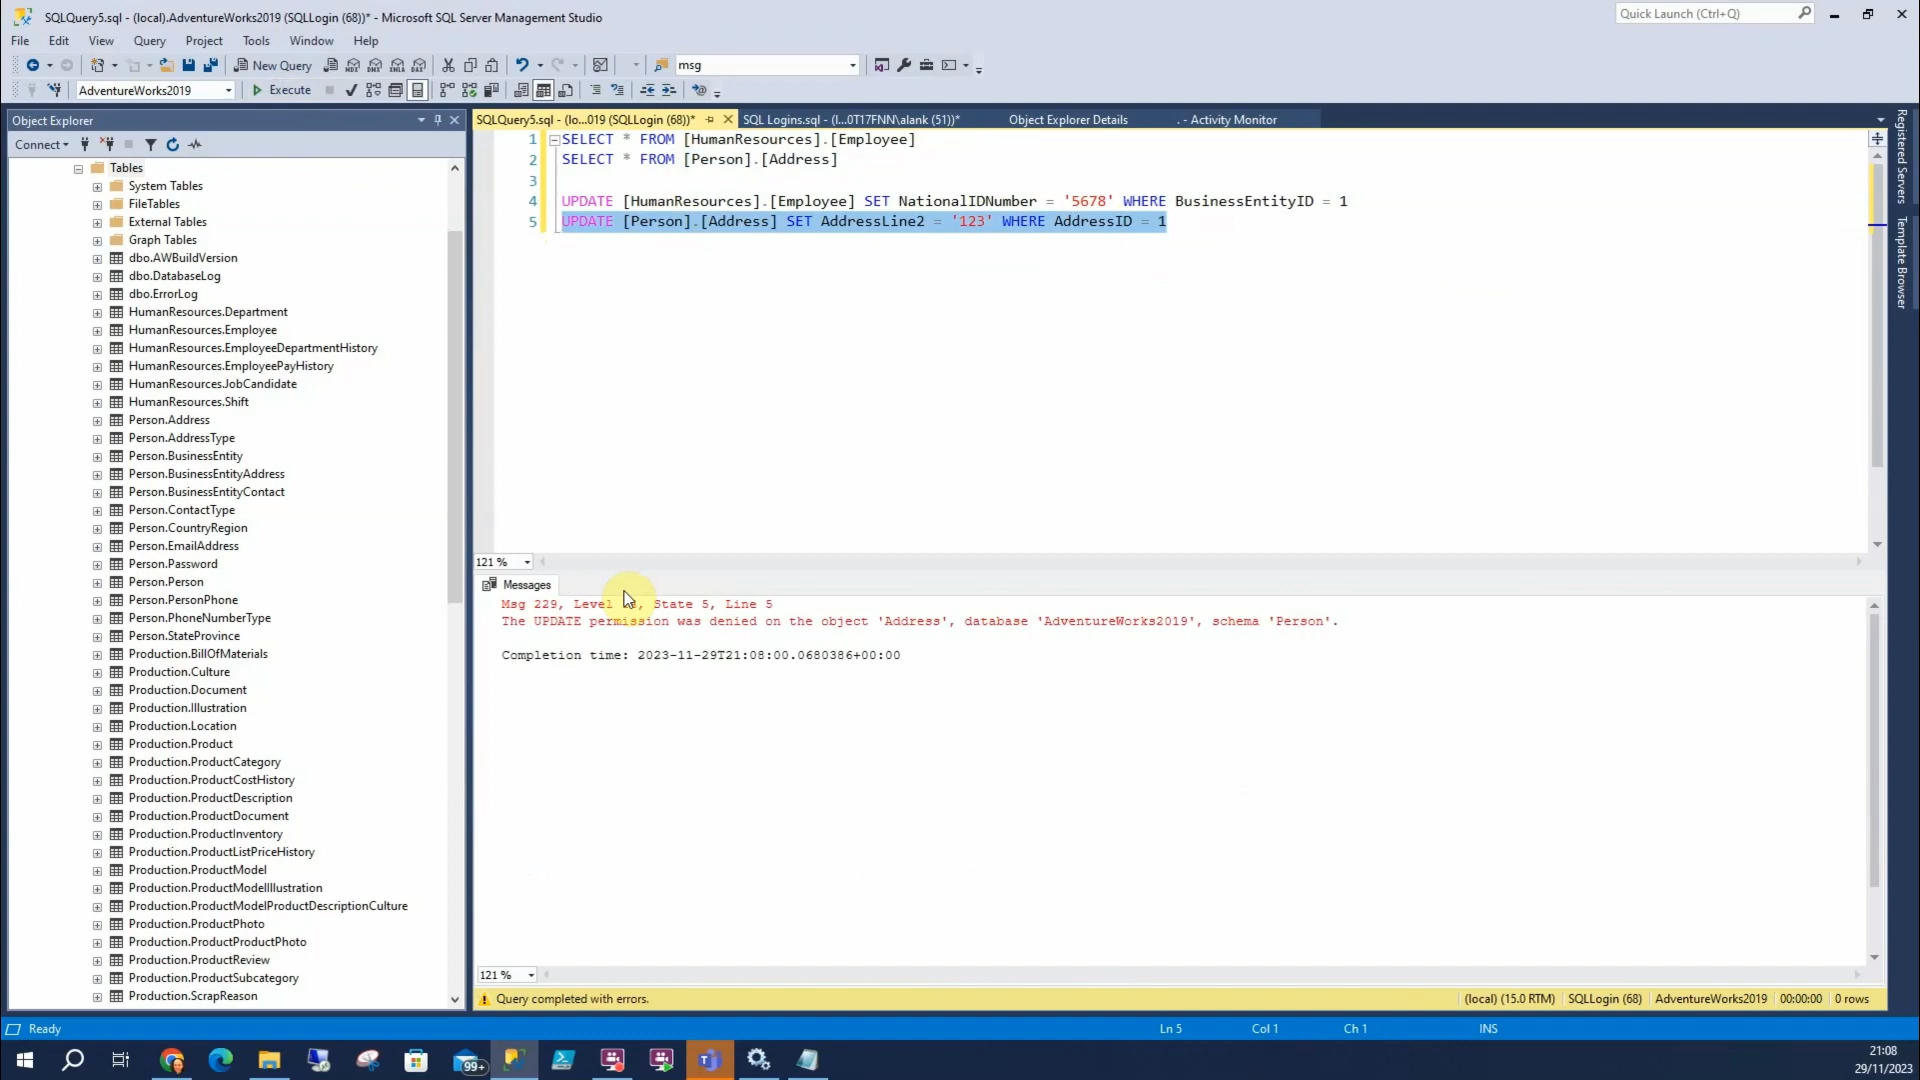 SQLQuery5.sql - (local).AdventureWorks2019 (SQLLogin (68))* - Microsoft SQL Server Management Studio
Quick Launch (Ctrl+Q)
File Edit View Query Project Tools Window Help
New Query
msg
AdventureWorks2019
Execute
Object Explorer
SQLQuery5.sql - (lo...019 (SQLLogin (68))*
SQL Logins.sql - (l...0T17FNN\alank (51))*
Object Explorer Details
. - Activity Monitor
Registered Servers
Template Browser
Connect
Tables
System Tables
FileTables
External Tables
Graph Tables
dbo.AWBuildVersion
dbo.DatabaseLog
dbo.ErrorLog
HumanResources.Department
HumanResources.Employee
HumanResources.EmployeeDepartmentHistory
HumanResources.EmployeePayHistory
HumanResources.JobCandidate
HumanResources.Shift
Person.Address
Person.AddressType
Person.BusinessEntity
Person.BusinessEntityAddress
Person.BusinessEntityContact
Person.ContactType
Person.CountryRegion
Person.EmailAddress
Person.Password
Person.Person
Person.PersonPhone
Person.PhoneNumberType
Person.StateProvince
Production.BillOfMaterials
Production.Culture
Production.Document
Production.Illustration
Production.Location
Production.Product
Production.ProductCategory
Production.ProductCostHistory
Production.ProductDescription
Production.ProductDocument
Production.ProductInventory
Production.ProductListPriceHistory
Production.ProductModel
Production.ProductModelIllustration
Production.ProductModelProductDescriptionCulture
Production.ProductPhoto
Production.ProductProductPhoto
Production.ProductReview
Production.ProductSubcategory
Production.ScrapReason
1 SELECT * FROM [HumanResources].[Employee]
2 SELECT * FROM [Person].[Address]
3
4 UPDATE [HumanResources].[Employee] SET NationalIDNumber = '5678' WHERE BusinessEntityID = 1
5 UPDATE [Person].[Address] SET AddressLine2 = '123' WHERE AddressID = 1
121 %
Messages
Msg 229, Level , State 5, Line 5
The UPDATE permission was denied on the object 'Address', database 'AdventureWorks2019', schema 'Person'.
Completion time: 2023-11-29T21:08:00.0680386+00:00
121 %
Query completed with errors.
(local) (15.0 RTM) SQLLogin (68) AdventureWorks2019 00:00:00 0 rows
Ready
Ln 5 Col 1 Ch 1 INS
99+
21:08
29/11/2023